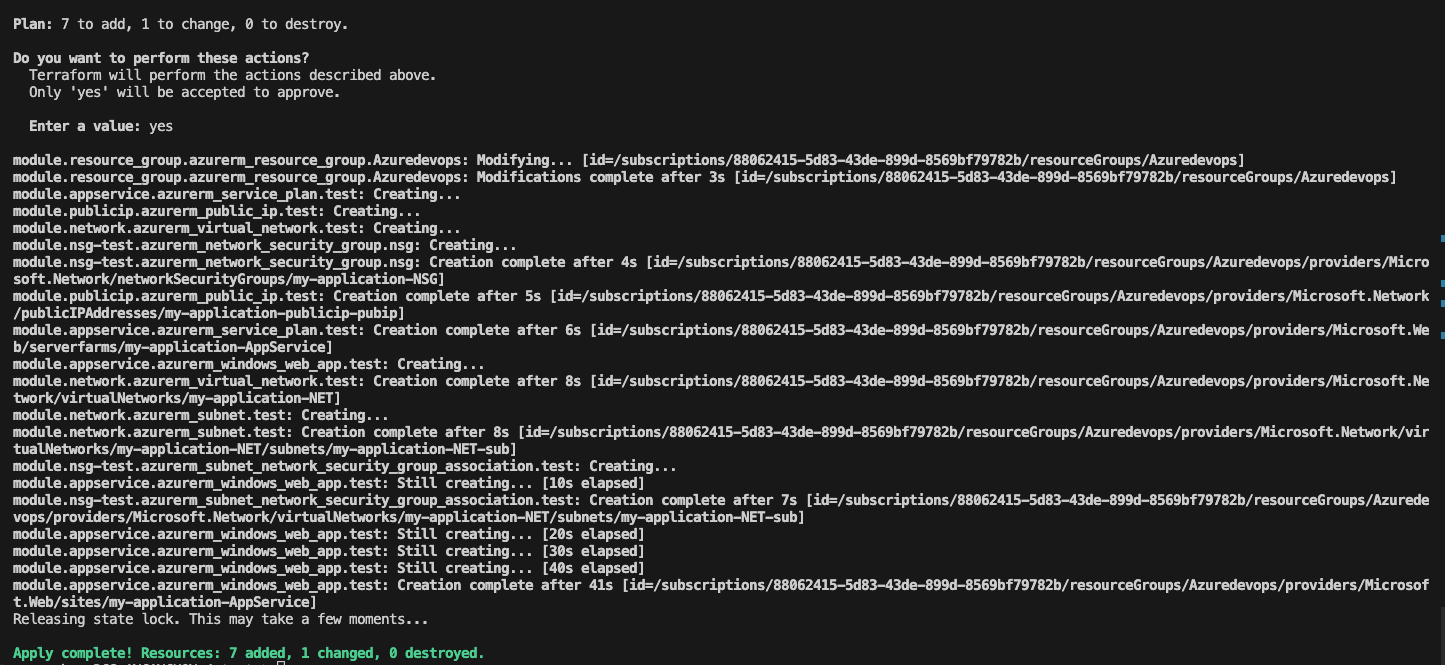 Plan: 7 to add, 1 to change, 0 to destroy.
Do you want to perform these actions?
Terraform will perform the actions described above.
Only 'yes' will be accepted to approve.
Enter a value: yes
module.resource_group.azurerm_resource_group.Azuredevops: Modifying... [id=/subscriptions/88062415-5d83-43de-899d-8569bf79782b/resourceGroups/Azuredevops]
module.resource_group.azurerm_resource_group.Azuredevops: Modifications complete after 3s [id=/subscriptions/88062415-5d83-43de-899d-8569bf79782b/resourceGroups/Azuredevops]
module.appservice.azurerm_service_plan.test: Creating...
module.publicip.azurerm_public_ip.test: Creating...
module.network.azurerm_virtual_network.test: Creating...
module.nsg-test.azurerm_network_security_group.nsg: Creating...
module.nsg-test.azurerm_network_security_group.nsg: Creation complete after 4s [id=/subscriptions/88062415-5d83-43de-899d-8569bf79782b/resourceGroups/Azuredevops/providers/Micro
soft.Network/networkSecurityGroups/my-application-NSG]
module.publicip.azurerm_public_ip.test: Creation complete after 5s [id=/subscriptions/88062415-5d83-43de-899d-8569bf79782b/resourceGroups/Azuredevops/providers/Microsoft.Network
/publicIPAddresses/my-application-publicip-pubip]
module.appservice.azurerm_service_plan.test: Creation complete after 6s [id=/subscriptions/88062415-5d83-43de-899d-8569bf79782b/resourceGroups/Azuredevops/providers/Microsoft.We
b/serverfarms/my-application-AppService]
module.appservice.azurerm_windows_web_app.test: Creating...
module.network.azurerm_virtual_network.test: Creation complete after 8s [id=/subscriptions/88062415-5d83-43de-899d-8569bf79782b/resourceGroups/Azuredevops/providers/Microsoft.Ne
twork/virtualNetworks/my-application-NET]
module.network.azurerm_subnet.test: Creating...
module.network.azurerm_subnet.test: Creation complete after 8s [id=/subscriptions/88062415-5d83-43de-899d-8569bf79782b/resourceGroups/Azuredevops/providers/Microsoft.Network/vir
tualNetworks/my-application-NET/subnets/my-application-NET-sub]
module.nsg-test.azurerm_subnet_network_security_group_association.test: Creating...
module.appservice.azurerm_windows_web_app.test: Still creating... [10s elapsed]
module.nsg-test.azurerm_subnet_network_security_group_association.test: Creation complete after 7s [id=/subscriptions/88062415-5d83-43de-899d-8569bf79782b/resourceGroups/Azurede
vops/providers/Microsoft.Network/virtualNetworks/my-application-NET/subnets/my-application-NET-sub]
module.appservice.azurerm_windows_web_app.test: Still creating... [20s elapsed]
module.appservice.azurerm_windows_web_app.test: Still creating... [30s elapsed]
module.appservice.azurerm_windows_web_app.test: Still creating... [40s elapsed]
module.appservice.azurerm_windows_web_app.test: Creation complete after 41s [id=/subscriptions/88062415-5d83-43de-899d-8569bf79782b/resourceGroups/Azuredevops/providers/Microsof
t.Web/sites/my-application-AppService]
Releasing state lock. This may take a few moments...
Apply complete! Resources: 7 added, 1 changed, 0 destroyed.